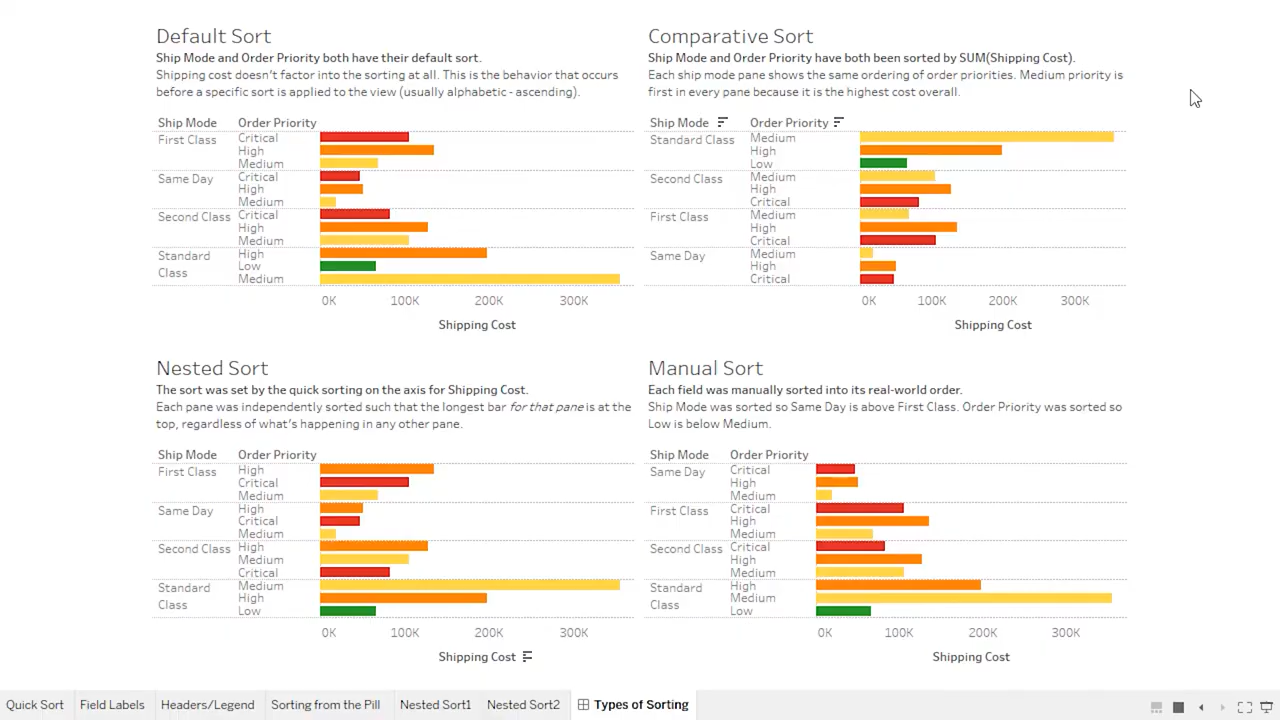 Default Sort
Ship Mode and Order Priority both have their default sort.
Shipping cost doesn't factor into the sorting at all. This is the behavior that occurs
before a specific sort is applied to the view (usually alphabetic - ascending).
Ship Mode Order Priority
First Class Critical
High
Medium
Same Day Critical
High
Medium
Second Class Critical
High
Medium
Standard Class High
Low
Medium
0K 100K 200K 300K
Shipping Cost
Comparative Sort
Ship Mode and Order Priority have both been sorted by SUM(Shipping Cost).
Each ship mode pane shows the same ordering of order priorities. Medium priority is
first in every pane because it is the highest cost overall.
Ship Mode Order Priority
Standard Class Medium
High
Low
Second Class Medium
High
Critical
First Class Medium
High
Critical
Same Day Medium
High
Critical
0K 100K 200K 300K
Shipping Cost
Nested Sort
The sort was set by the quick sorting on the axis for Shipping Cost.
Each pane was independently sorted such that the longest bar for that pane is at the
top, regardless of what's happening in any other pane.
Ship Mode Order Priority
First Class High
Critical
Medium
Same Day High
Critical
Medium
Second Class High
Medium
Critical
Standard Class Medium
High
Low
0K 100K 200K 300K
Shipping Cost
Manual Sort
Each field was manually sorted into its real-world order.
Ship Mode was sorted so Same Day is above First Class. Order Priority was sorted so
Low is below Medium.
Ship Mode Order Priority
Same Day Critical
High
Medium
First Class Critical
High
Medium
Second Class Critical
High
Medium
Standard Class High
Medium
Low
0K 100K 200K 300K
Shipping Cost
Quick Sort Field Labels Headers/Legend Sorting from the Pill Nested Sort1 Nested Sort2 Types of Sorting